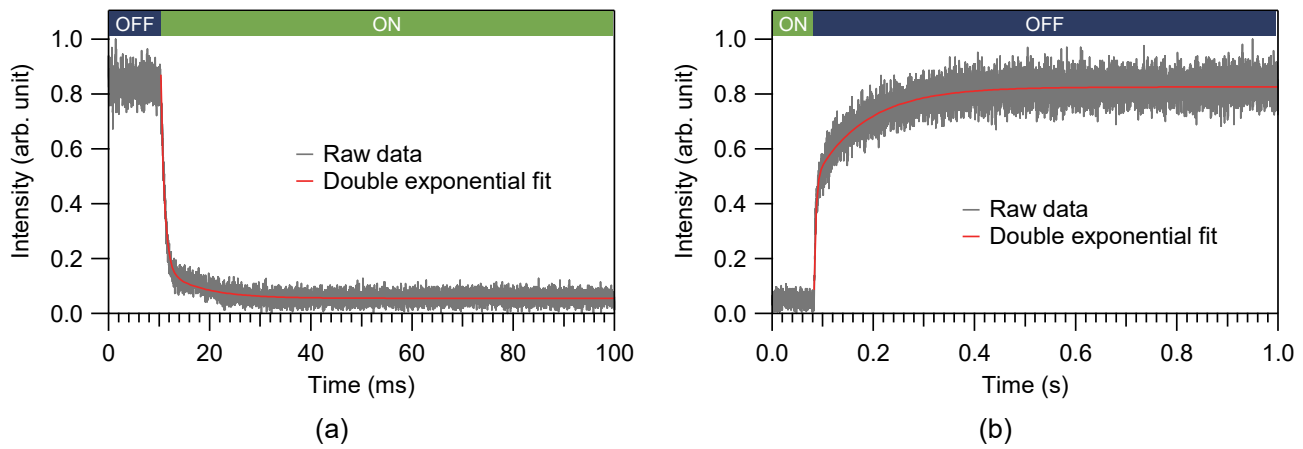 OFF ON
1.0
0.8
0.6
0.4
0.2
0.0
Intensity (arb. unit)
Raw data
Double exponential fit
0 20 40 60 80 100
Time (ms)
(a)
ON OFF
1.0
0.8
0.6
0.4
0.2
0.0
Intensity (arb. unit)
Raw data
Double exponential fit
0.0 0.2 0.4 0.6 0.8 1.0
Time (s)
(b)